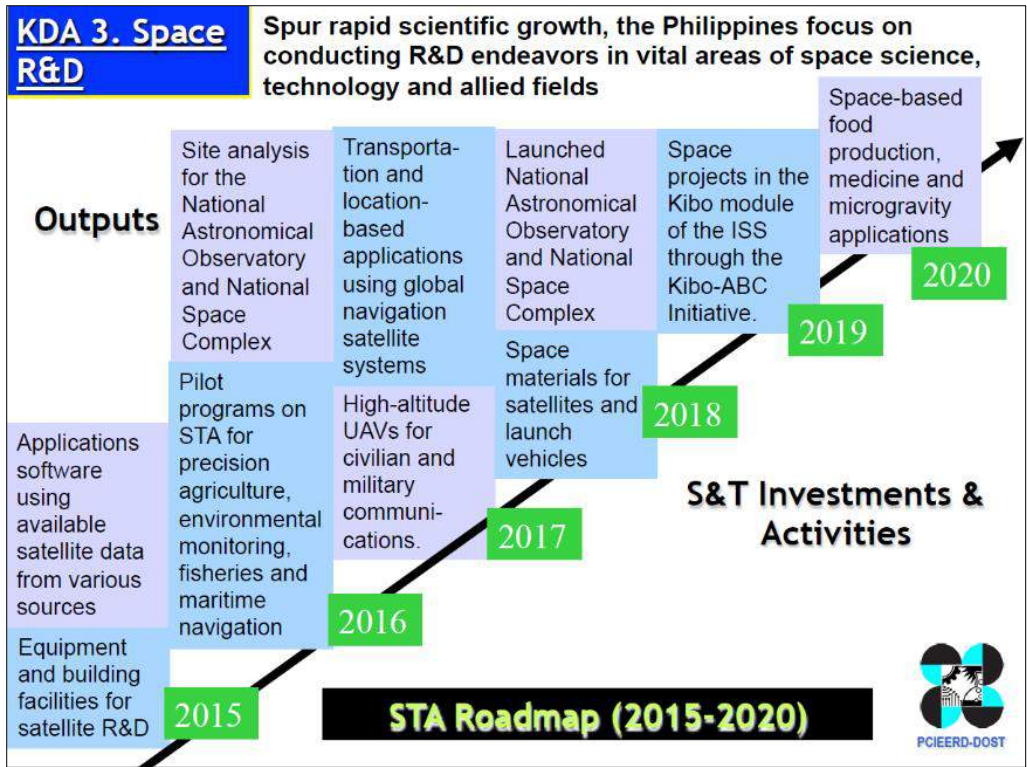 KDA 3. Space
R&D
Spur rapid scientific growth, the Philippines focus on
conducting R&D endeavors in vital areas of space science,
technology and allied fields
Outputs
Applications
software
using
available
satellite data
from various
sources
Equipment
and building
facilities for
satellite R&D
2015
Site analysis
for the
National
Astronomical
Observatory
and National
Space
Complex
Pilot
programs on
STA for
precision
agriculture,
environmental
monitoring,
fisheries and
maritime
navigation
2016
Transporta-
tion and
location-
based
applications
using global
navigation
satellite
systems
High-altitude
UAVs for
civilian and
military
communi-
cations.
2017
Launched
National
Astronomical
Observatory
and National
Space
Complex
Space
materials for
satellites and
launch
vehicles
2018
Space
projects in the
Kibo module
of the ISS
through the
Kibo-ABC
Initiative.
2019
Space-based
food
production,
medicine and
microgravity
applications
2020
S&T Investments &
Activities
STA Roadmap (2015-2020)
PCIEERD-DOST